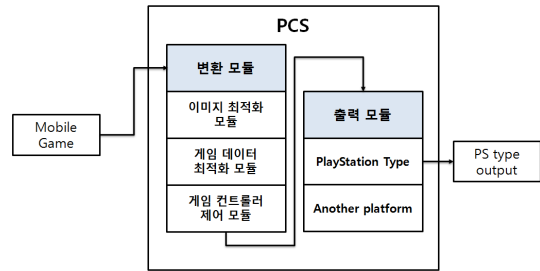 PCS
변환 모듈
이미지 최적화
모듈
게임 데이터
최적화 모듈
게임 컨트롤러
제어 모듈
Mobile
Game
출력 모듈
PlayStation Type
Another platform
PS type
output